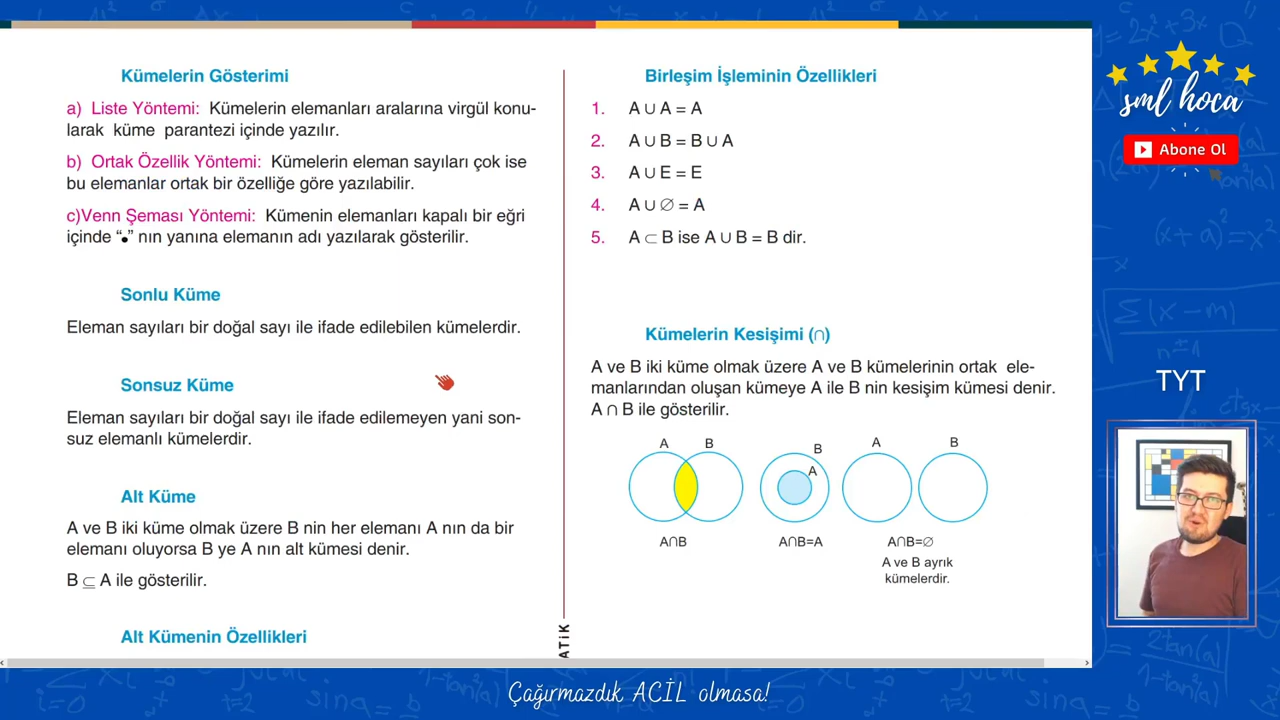 Kümelerin Gösterimi
a) Liste Yöntemi: Kümelerin elemanları aralarına virgül konu-
larak küme parantezi içinde yazılır.
b) Ortak Özellik Yöntemi: Kümelerin eleman sayıları çok ise
bu elemanlar ortak bir özelliğe göre yazılabilir.
c)Venn Şeması Yöntemi: Kümenin elemanları kapalı bir eğri
içinde “•” nın yanına elemanın adı yazılarak gösterilir.
Sonlu Küme
Eleman sayıları bir doğal sayı ile ifade edilebilen kümelerdir.
Sonsuz Küme
Eleman sayıları bir doğal sayı ile ifade edilemeyen yani son-
suz elemanlı kümelerdir.
Alt Küme
A ve B iki küme olmak üzere B nin her elemanı A nın da bir
elemanı oluyorsa B ye A nın alt kümesi denir.
B ⊆ A ile gösterilir.
Alt Kümenin Özellikleri
ATİK
Birleşim İşleminin Özellikleri
1. A ∪ A = A
2. A ∪ B = B ∪ A
3. A ∪ E = E
4. A ∪ ∅ = A
5. A ⊂ B ise A ∪ B = B dir.
Kümelerin Kesişimi (∩)
A ve B iki küme olmak üzere A ve B kümelerinin ortak ele-
manlarından oluşan kümeye A ile B nin kesişim kümesi denir.
A ∩ B ile gösterilir.
A B B A A B
A∩B A∩B=A A∩B=∅
A ve B ayrık
kümelerdir.
sml hoca
Abone Ol
TYT
Çağırmazdık ACİL olmasa!